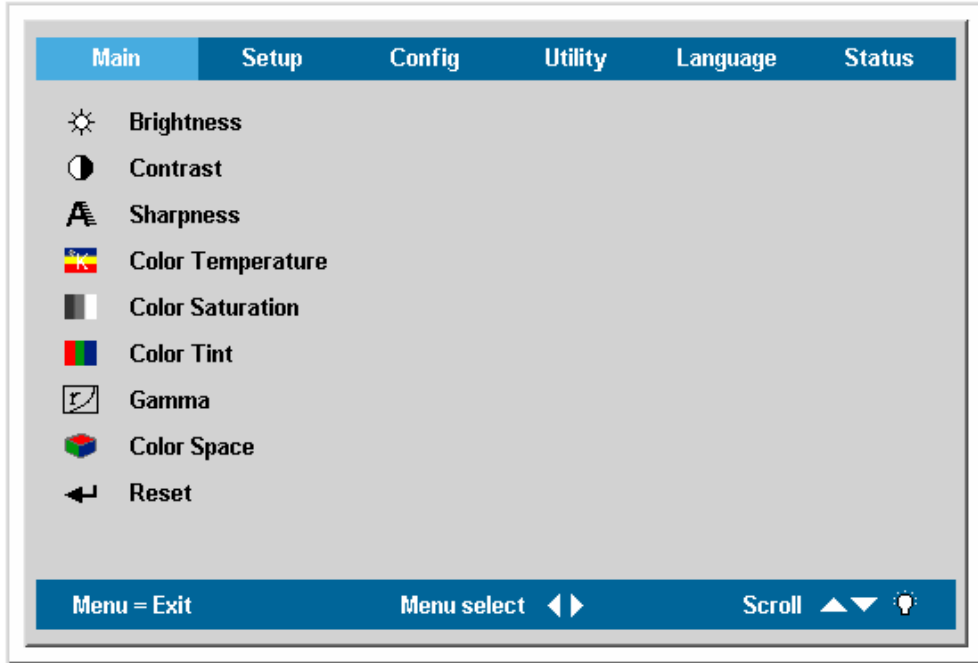 Main Setup Config Utility Language Status
Brightness
Contrast
Sharpness
°K Color Temperature
Color Saturation
Color Tint
r Gamma
Color Space
Reset
Menu = Exit Menu select Scroll